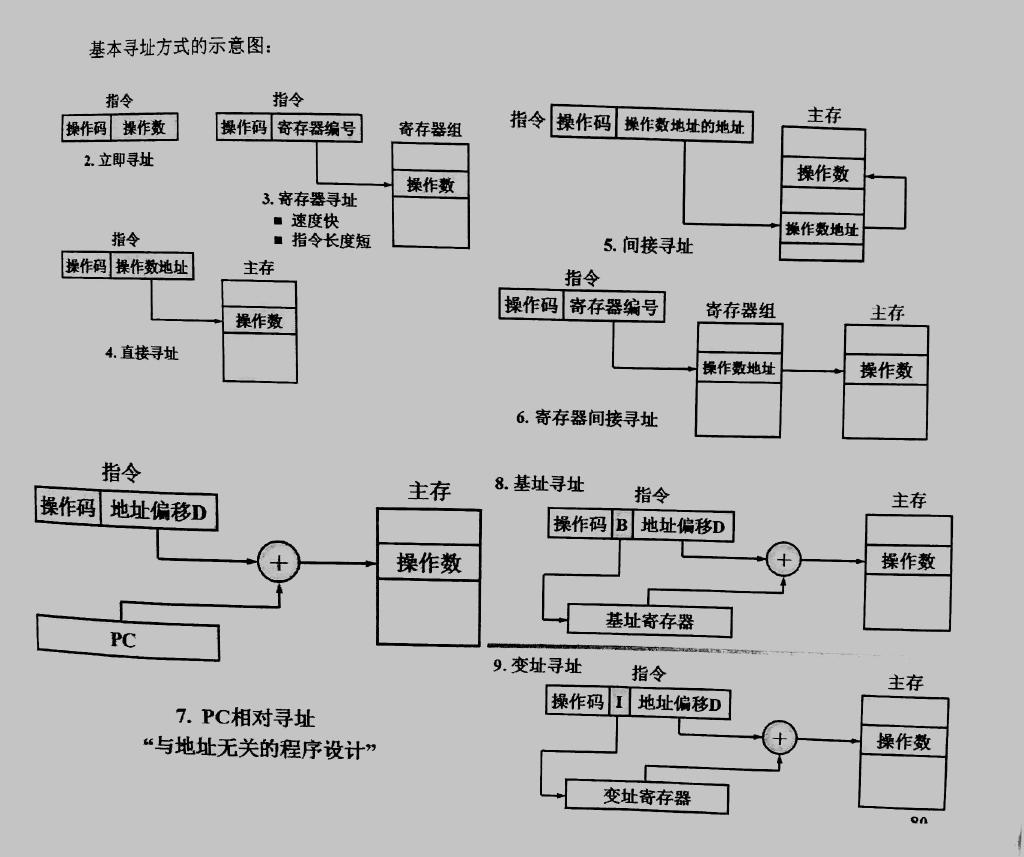 基本寻址方式的示意图：
指令
操作码 操作数
2. 立即寻址
指令
操作码 寄存器编号
寄存器组
操作数
3. 寄存器寻址
■ 速度快
■ 指令长度短
指令
操作码 操作数地址
主存
操作数
4. 直接寻址
指令 操作码 操作数地址的地址
主存
操作数
操作数地址
5. 间接寻址
指令
操作码 寄存器编号
寄存器组
操作数地址
主存
操作数
6. 寄存器间接寻址
指令
操作码 地址偏移D
主存
+
操作数
PC
7. PC相对寻址
“与地址无关的程序设计”
8. 基址寻址
指令
操作码 B 地址偏移D
主存
+
操作数
基址寄存器
9. 变址寻址
指令
操作码 I 地址偏移D
主存
+
操作数
变址寄存器